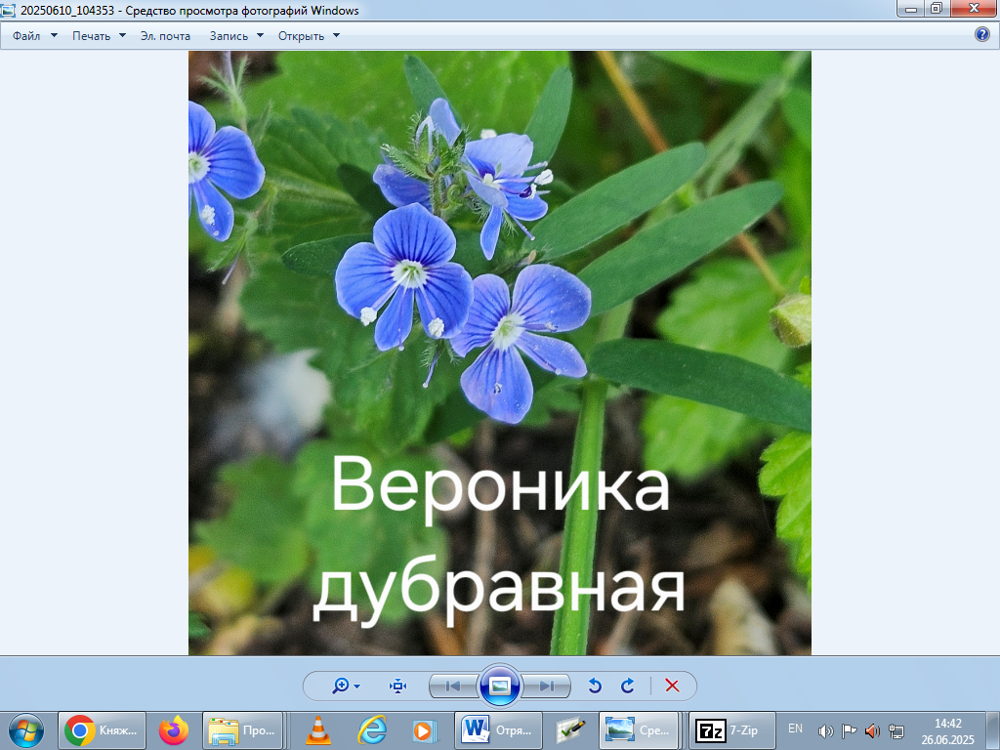 20250610_104353 - Средство просмотра фотографий Windows
Файл Печать Эл. почта Запись Открыть
Вероника
дубравная
Княж... Про... Отря... Сре... 7z 7-Zip EN 14:42
26.06.2025